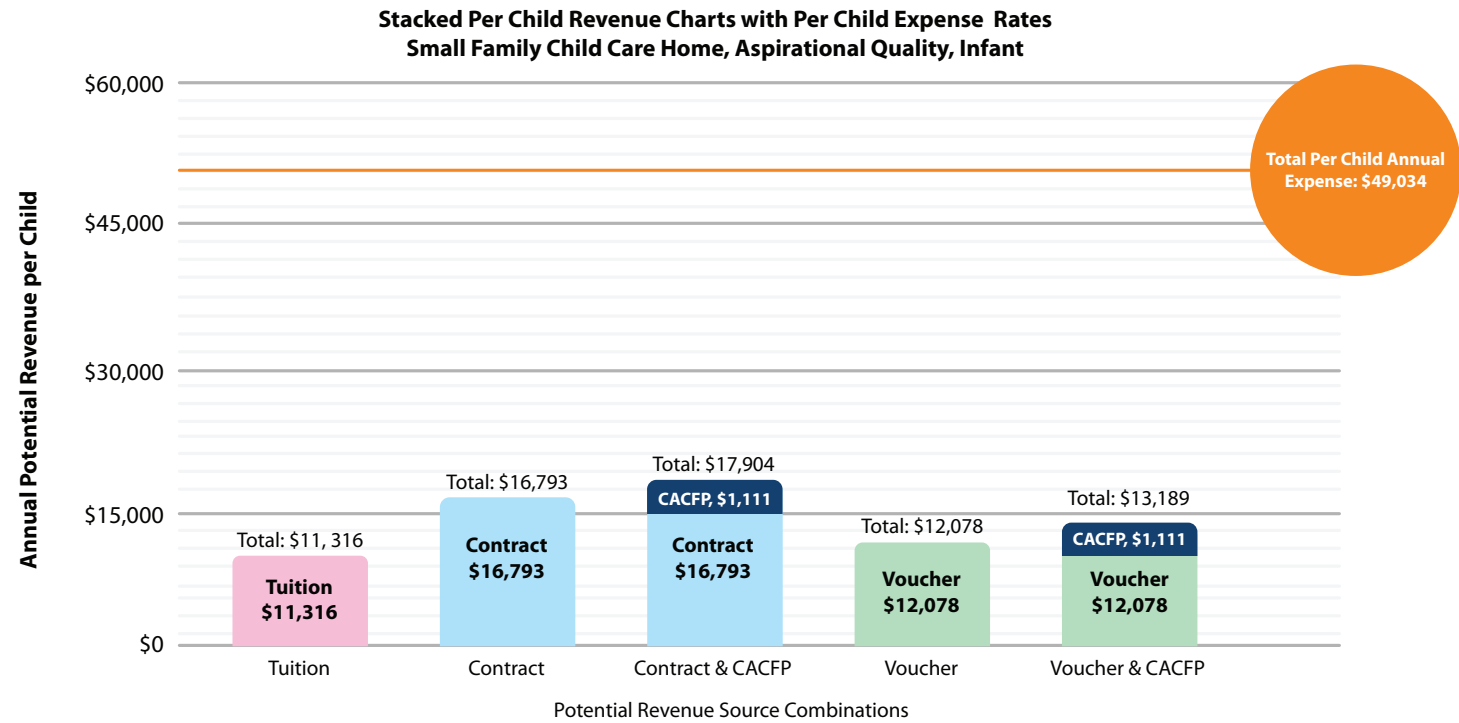 Stacked Per Child Revenue Charts with Per Child Expense Rates
Small Family Child Care Home, Aspirational Quality, Infant
Annual Potential Revenue per Child
$60,000
$45,000
$30,000
$15,000
$0
Total Per Child Annual
Expense: $49,034
Total: $11, 316
Tuition
$11,316
Total: $16,793
Contract
$16,793
Total: $17,904
CACFP, $1,111
Contract
$16,793
Total: $12,078
Voucher
$12,078
Total: $13,189
CACFP, $1,111
Voucher
$12,078
Tuition
Contract
Contract & CACFP
Voucher
Voucher & CACFP
Potential Revenue Source Combinations